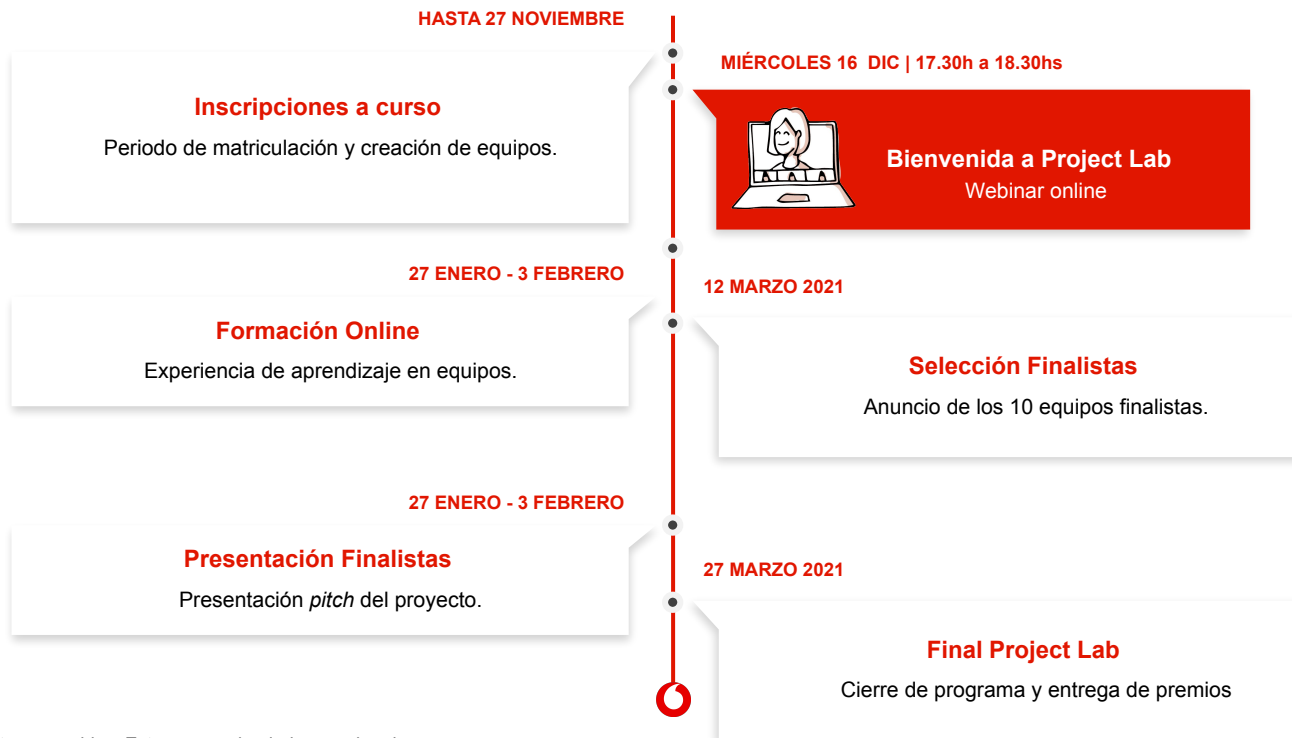 HASTA 27 NOVIEMBRE
Inscripciones a curso
Periodo de matriculación y creación de equipos.
MIÉRCOLES 16 DIC | 17.30h a 18.30hs
Bienvenida a Project Lab
Webinar online
27 ENERO - 3 FEBRERO
Formación Online
Experiencia de aprendizaje en equipos.
12 MARZO 2021
Selección Finalistas
Anuncio de los 10 equipos finalistas.
27 ENERO - 3 FEBRERO
Presentación Finalistas
Presentación pitch del proyecto.
27 MARZO 2021
Final Project Lab
Cierre de programa y entrega de premios